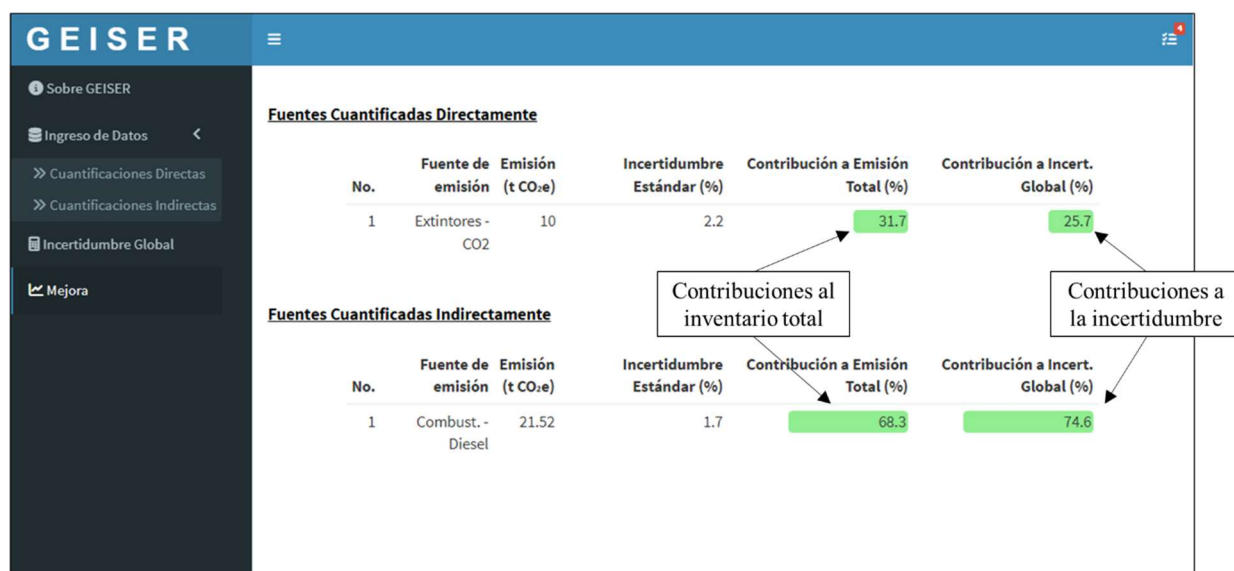 GEISER
4
Sobre GEISER
Ingreso de Datos
Cuantificaciones Directas
Cuantificaciones Indirectas
Incertidumbre Global
Mejora
Fuentes Cuantificadas Directamente
No. Fuente de emisión Emisión (t CO₂e) Incertidumbre Estándar (%) Contribución a Emisión Total (%) Contribución a Incert. Global (%)
1 Extintores - CO2 10 2.2 31.7 25.7
Contribuciones al
inventario total
Contribuciones a
la incertidumbre
Fuentes Cuantificadas Indirectamente
No. Fuente de emisión Emisión (t CO₂e) Incertidumbre Estándar (%) Contribución a Emisión Total (%) Contribución a Incert. Global (%)
1 Combust. - Diesel 21.52 1.7 68.3 74.6